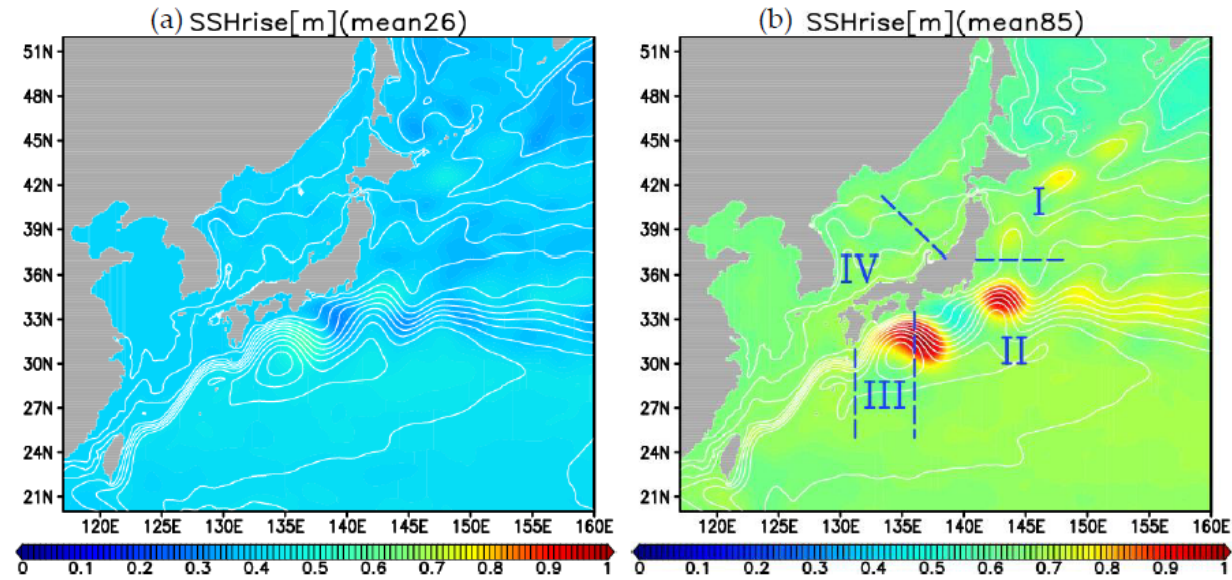 (a) SSHrise[m](mean26)
51N
48N
45N
42N
39N
36N
33N
30N
27N
24N
21N
120E 125E 130E 135E 140E 145E 150E 155E 160E
0 0.1 0.2 0.3 0.4 0.5 0.6 0.7 0.8 0.9 1
(b) SSHrise[m](mean85)
51N
48N
45N
42N
39N
36N
33N
30N
27N
24N
21N
I
IV
II
III
120E 125E 130E 135E 140E 145E 150E 155E 160E
0 0.1 0.2 0.3 0.4 0.5 0.6 0.7 0.8 0.9 1